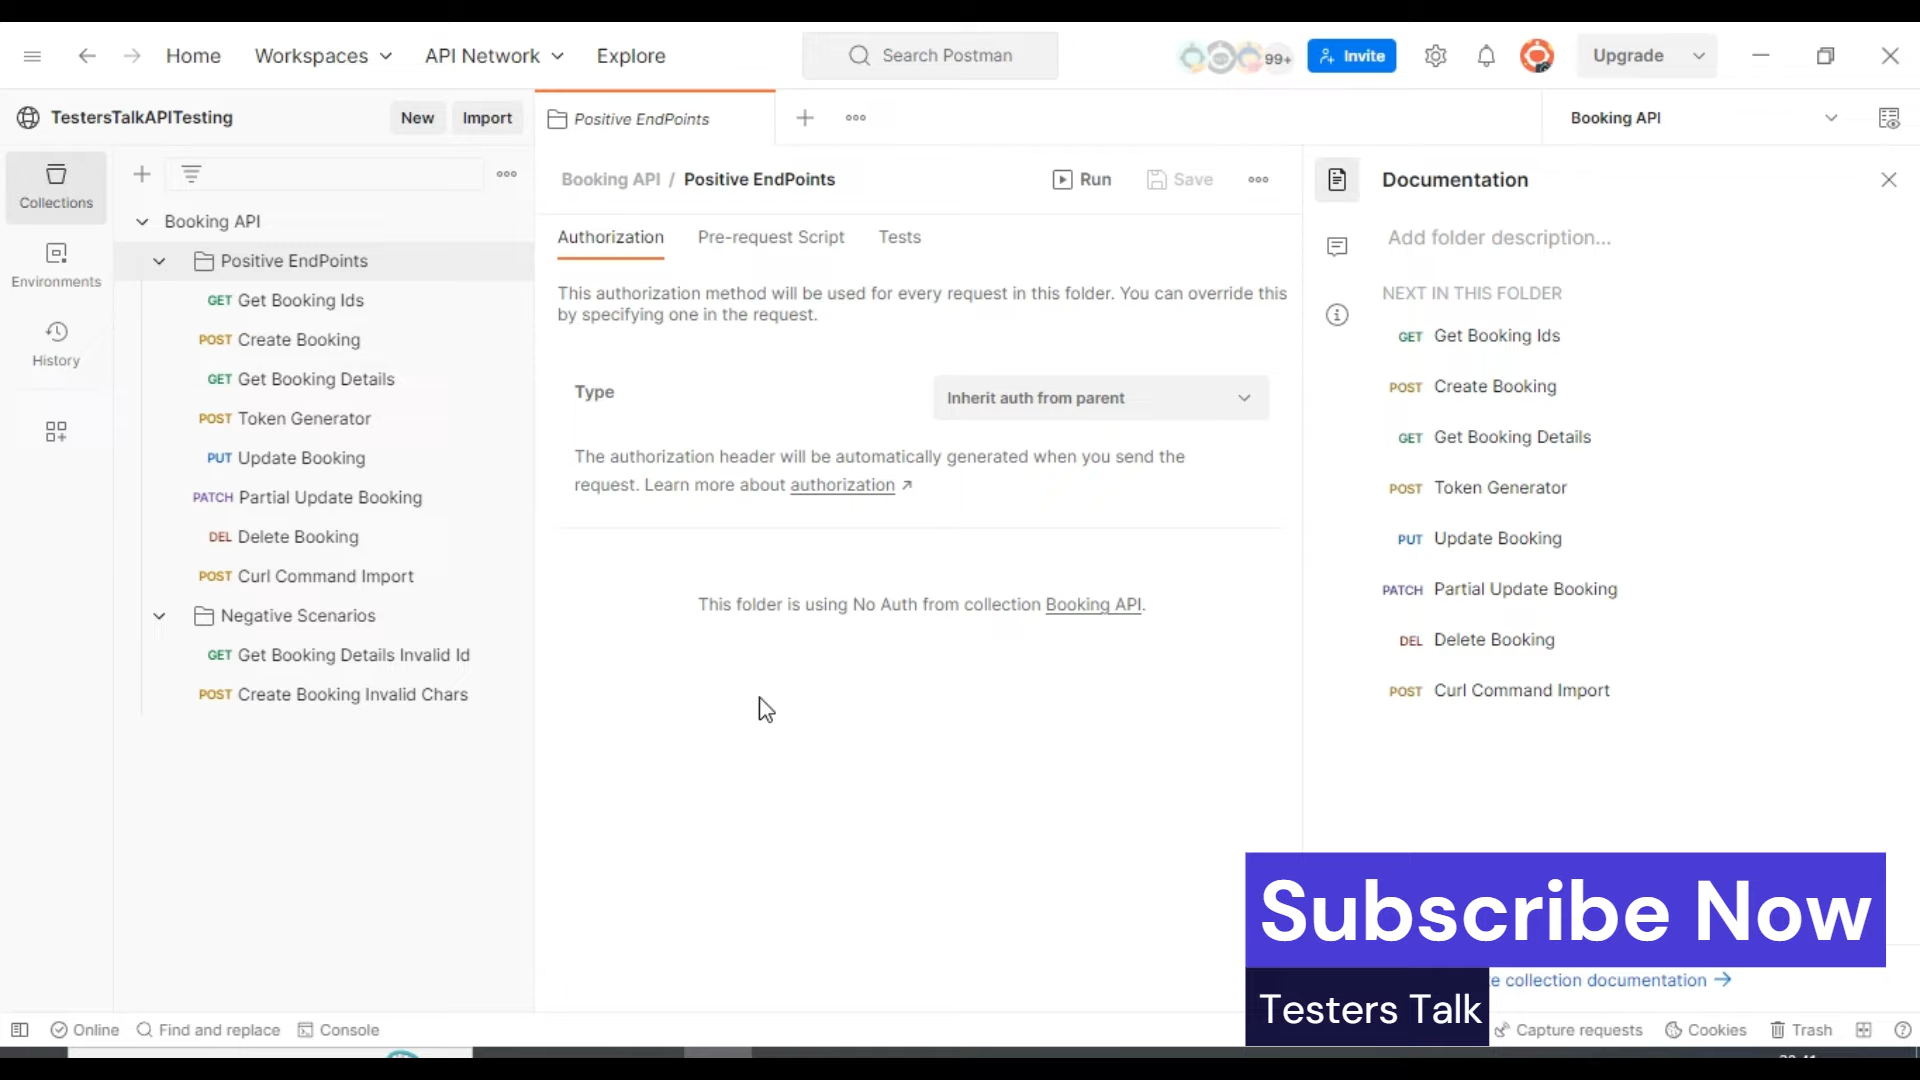 Home Workspaces API Network Explore Search Postman 99+ Invite Upgrade
TestersTalkAPITesting New Import Positive EndPoints Booking API
Collections
Environments
History
Booking API
Positive EndPoints
GET Get Booking Ids
POST Create Booking
GET Get Booking Details
POST Token Generator
PUT Update Booking
PATCH Partial Update Booking
DEL Delete Booking
POST Curl Command Import
Negative Scenarios
GET Get Booking Details Invalid Id
POST Create Booking Invalid Chars
Booking API / Positive EndPoints Run Save
Authorization Pre-request Script Tests
This authorization method will be used for every request in this folder. You can override this
by specifying one in the request.
Type Inherit auth from parent
The authorization header will be automatically generated when you send the
request. Learn more about authorization ↗
This folder is using No Auth from collection Booking API.
Documentation
Add folder description...
NEXT IN THIS FOLDER
GET Get Booking Ids
POST Create Booking
GET Get Booking Details
POST Token Generator
PUT Update Booking
PATCH Partial Update Booking
DEL Delete Booking
POST Curl Command Import
Subscribe Now
Testers Talk
e collection documentation →
Online Find and replace Console Capture requests Cookies Trash